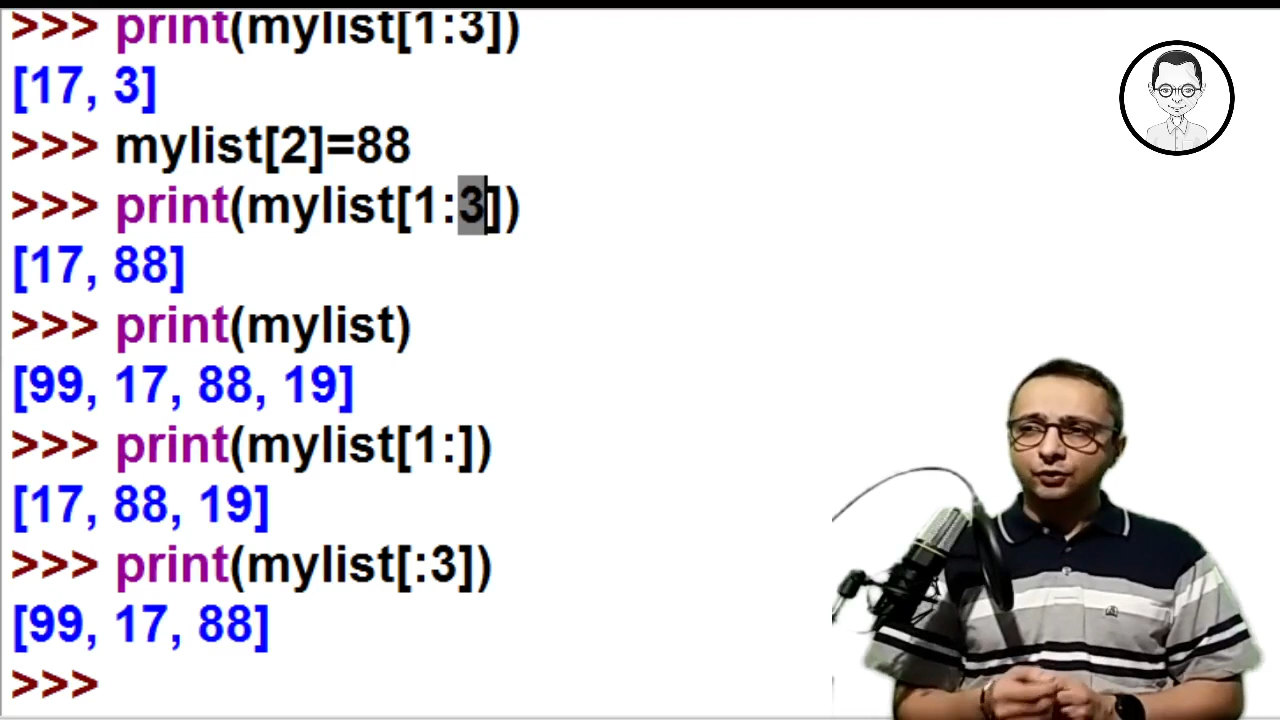 >>> print(mylist[1:3])
[17, 3]
>>> mylist[2]=88
>>> print(mylist[1:3])
[17, 88]
>>> print(mylist)
[99, 17, 88, 19]
>>> print(mylist[1:])
[17, 88, 19]
>>> print(mylist[:3])
[99, 17, 88]
>>>